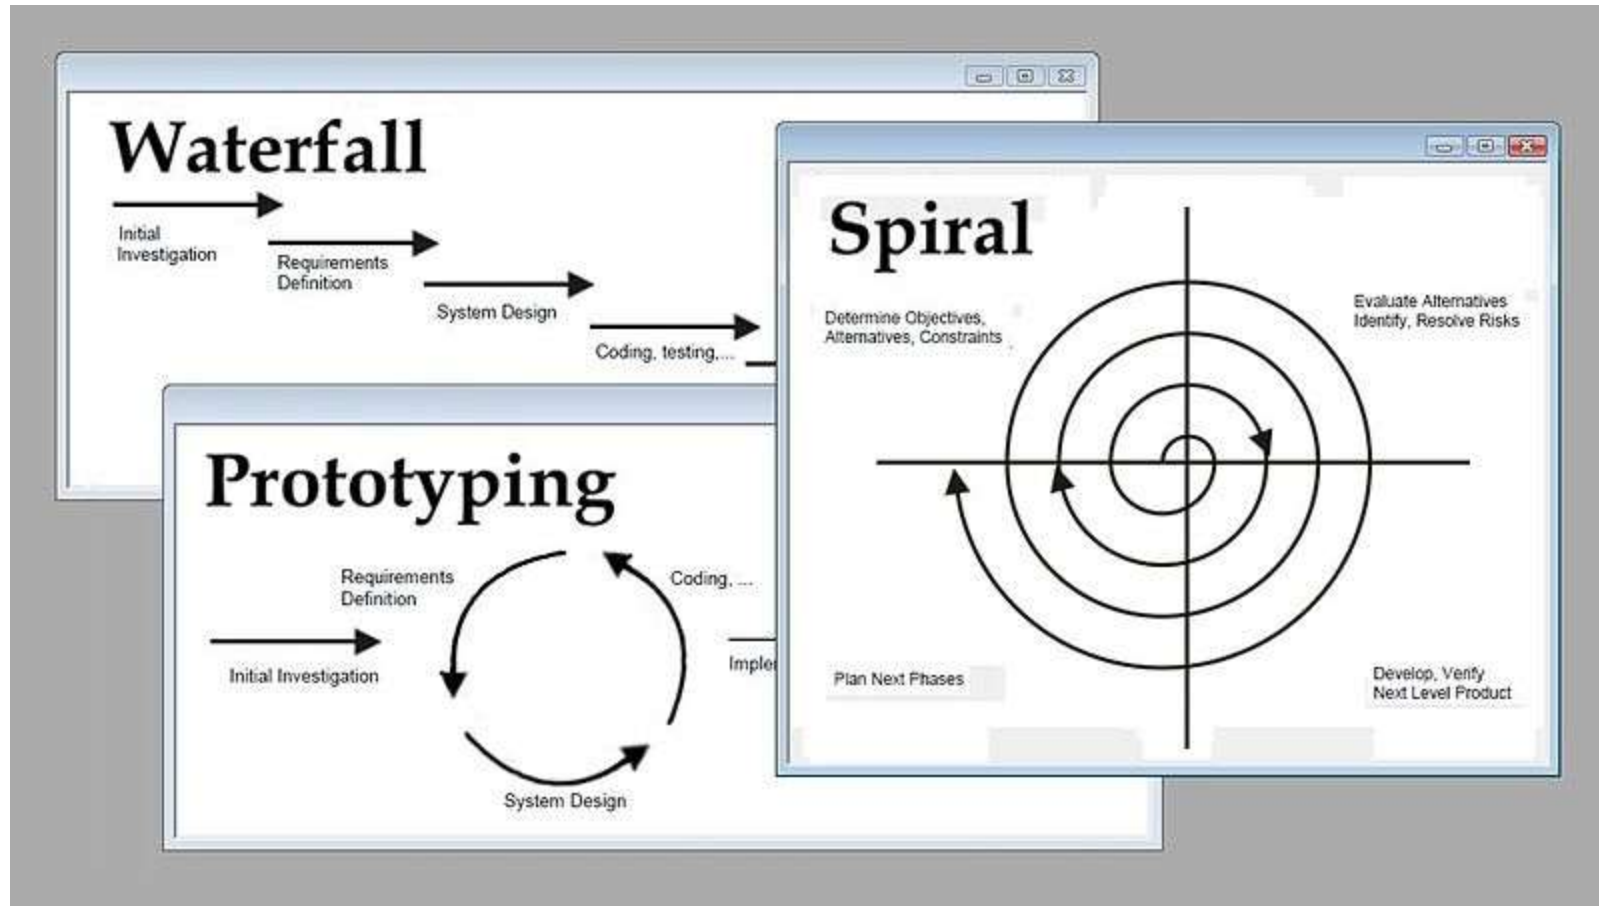 Waterfall
Initial
Investigation
Requirements
Definition
System Design
Coding, testing,...
Prototyping
Requirements
Definition
Coding, ...
Initial Investigation
System Design
Spiral
Determine Objectives,
Alternatives, Constraints
Evaluate Alternatives
Identify, Resolve Risks
Plan Next Phases
Develop, Verify
Next Level Product